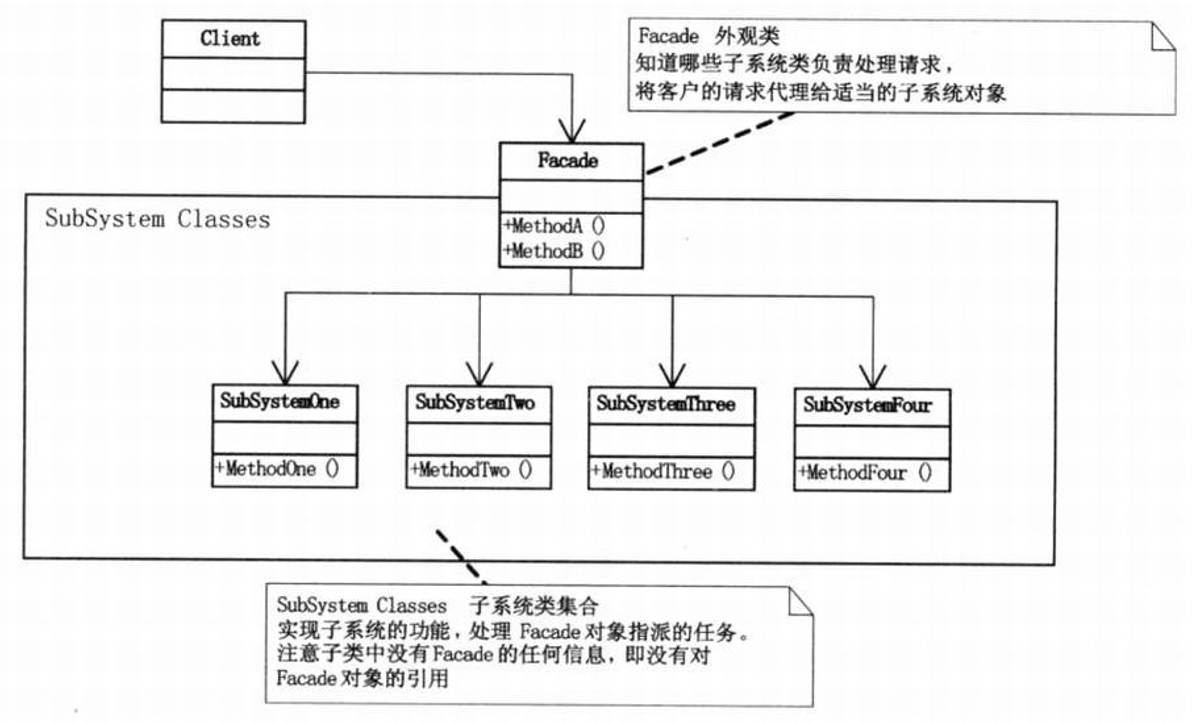 Client
Facade 外观类
知道哪些子系统类负责处理请求，
将客户的请求代理给适当的子系统对象
Facade
+MethodA ()
+MethodB ()
SubSystem Classes
SubSystemOne
+MethodOne ()
SubSystemTwo
+MethodTwo ()
SubSystemThree
+MethodThree ()
SubSystemFour
+MethodFour ()
SubSystem Classes 子系统类集合
实现子系统的功能，处理 Facade 对象指派的任务。
注意子类中没有Facade的任何信息，即没有对
Facade对象的引用